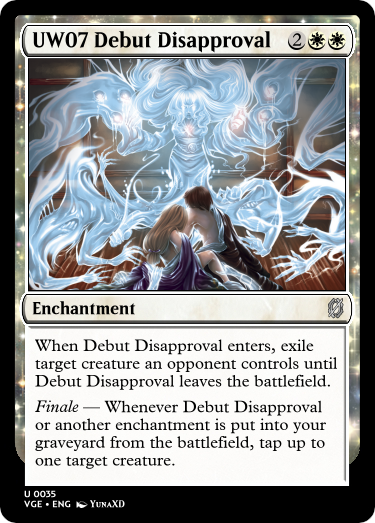 UW07 Debut Disapproval 2
Enchantment
When Debut Disapproval enters, exile
target creature an opponent controls until
Debut Disapproval leaves the battlefield.
Finale — Whenever Debut Disapproval
or another enchantment is put into your
graveyard from the battlefield, tap up to
one target creature.
U 0035
VGE • ENG YunaXD